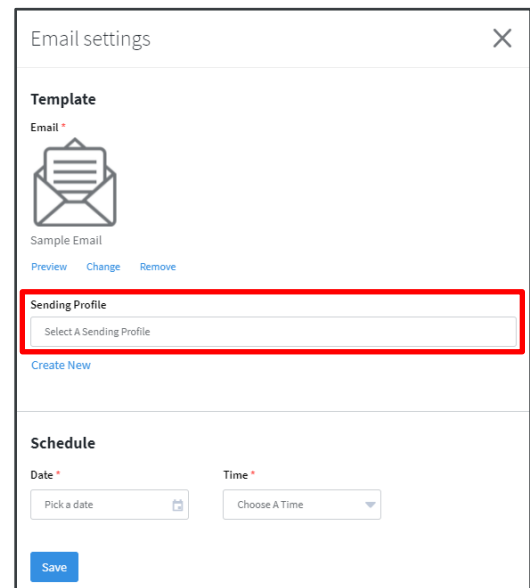 Email settings
Template
Email *
Sample Email
Preview Change Remove
Sending Profile
Select A Sending Profile
Create New
Schedule
Date * Time *
Pick a date Choose A Time
Save